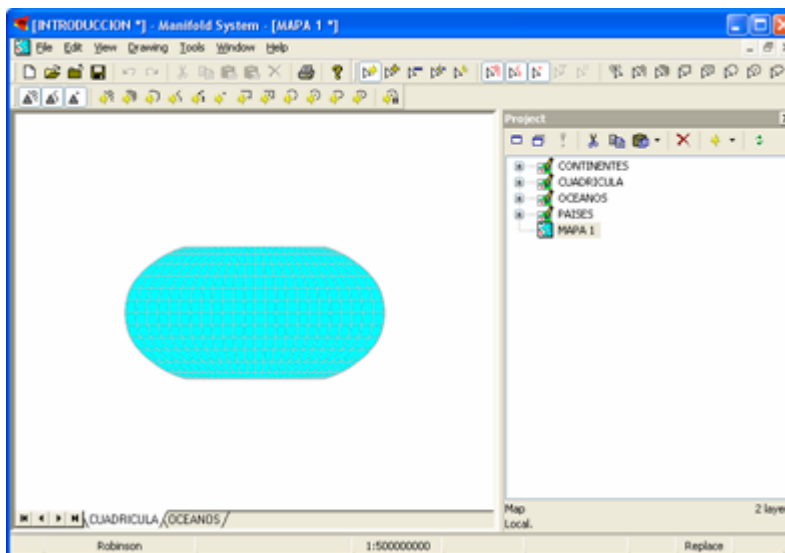 [INTRODUCCION *] - Manifold System - [MAPA 1 *]
File Edit View Drawing Tools Window Help
Project
CONTINENTES
CUADRICULA
OCEANOS
PAISES
MAPA 1
CUADRICULA OCEANOS
Map 2 laye
Local.
Robinson 1:500000000 Replace